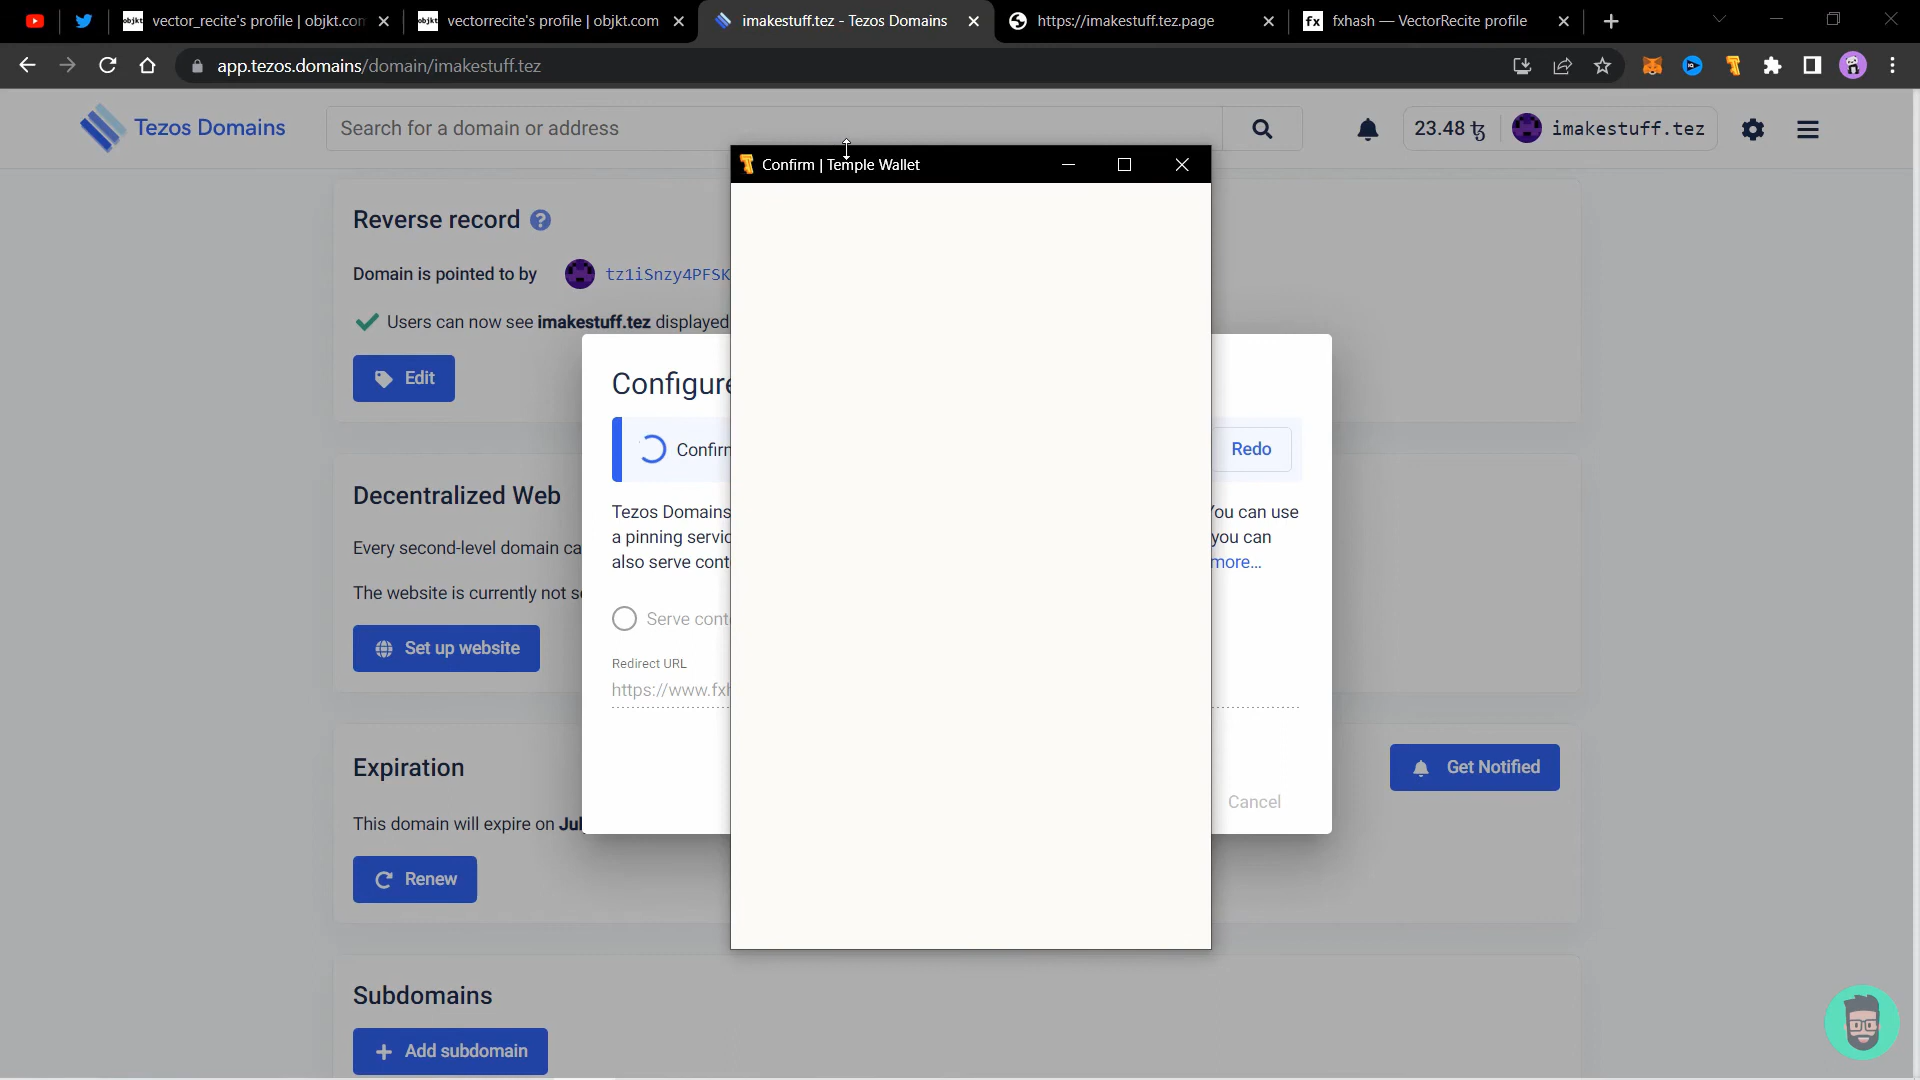 objkt vector_recite's profile | objkt.com
objkt vectorrecite's profile | objkt.com
imakestuff.tez - Tezos Domains
https://imakestuff.tez.page
fx fxhash — VectorRecite profile
app.tezos.domains/domain/imakestuff.tez
Tezos Domains
Search for a domain or address
23.48 ꜩ
imakestuff.tez
Confirm | Temple Wallet
Reverse record ?
Domain is pointed to by
tz1iSnzy4PFSK
Users can now see imakestuff.tez displayed
Edit
Configure
Confirm
Redo
Decentralized Web
Tezos Domains
You can use
a pinning
you can
also serve
more...
Every second-level domain
The website is currently not
Serve
Set up website
Redirect URL
https://www.fxh
Expiration
Get Notified
Cancel
This domain will expire on Jul
Renew
Subdomains
Add subdomain